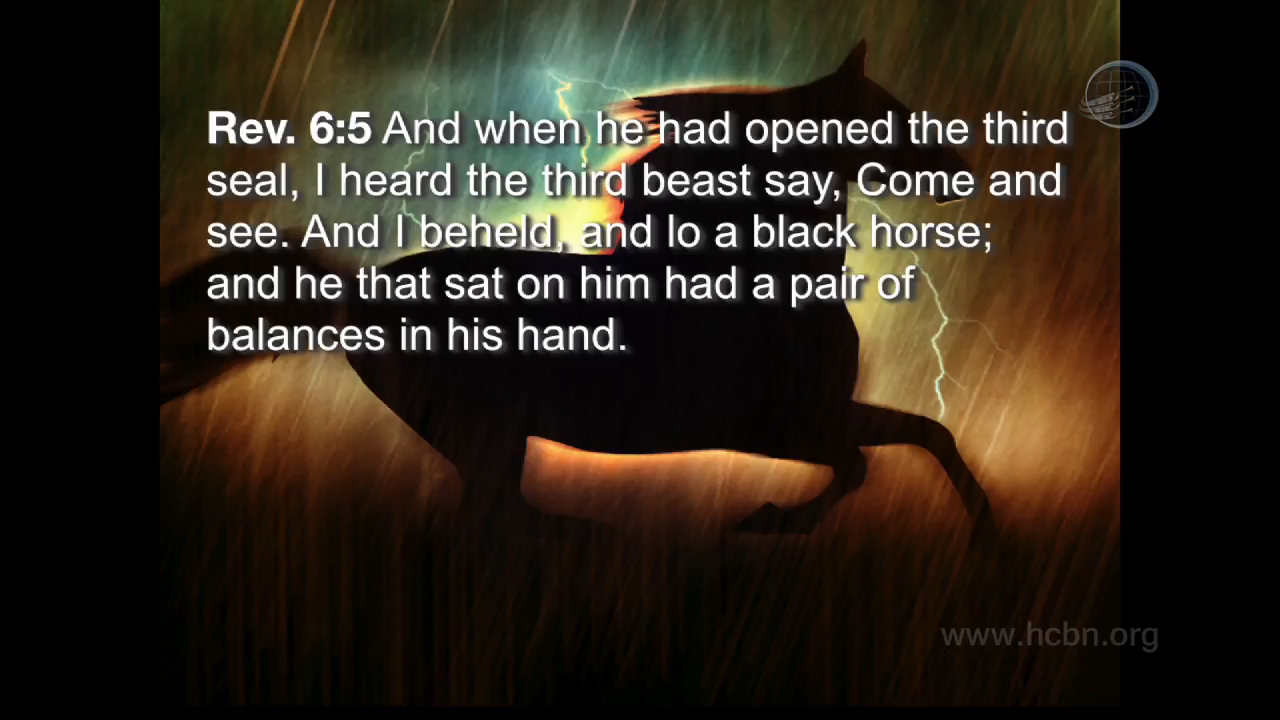 Rev. 6:5 And when he had opened the third
seal, I heard the third beast say, Come and
see. And I beheld, and lo a black horse;
and he that sat on him had a pair of
balances in his hand.
www.hcbn.org